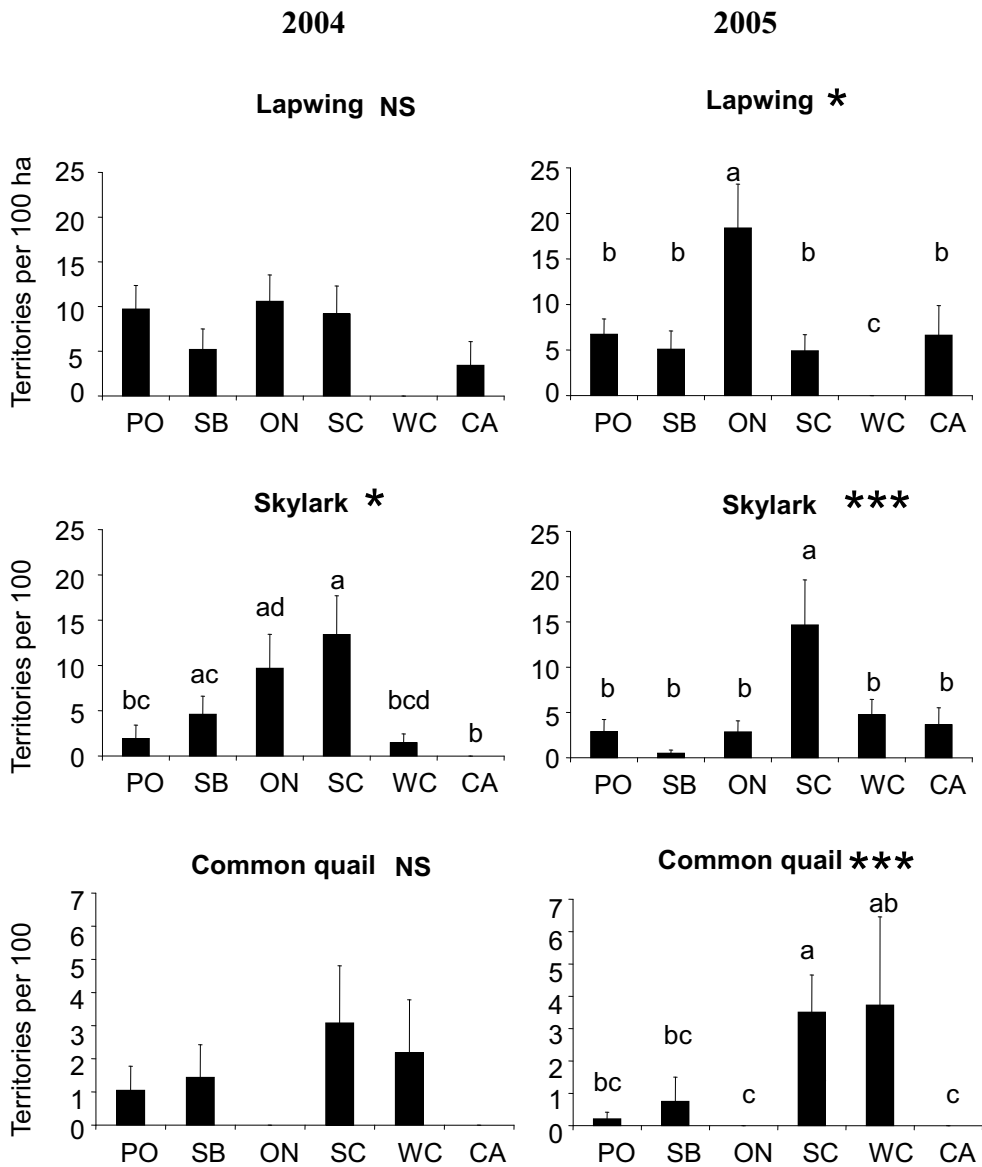 2004 2005
Lapwing NS
Territories per 100 ha
25
20
15
10
5
0
PO SB ON SC WC CA
Lapwing *
25
20
15
10
5
0
a
b b b b
c
PO SB ON SC WC CA
Skylark *
Territories per 100
25
20
15
10
5
0
bc ac ad a bcd b
PO SB ON SC WC CA
Skylark ***
25
20
15
10
5
0
a
b b b b b
PO SB ON SC WC CA
Common quail NS
Territories per 100
7
6
5
4
3
2
1
0
PO SB ON SC WC CA
Common quail ***
7
6
5
4
3
2
1
0
bc bc c a ab c
PO SB ON SC WC CA